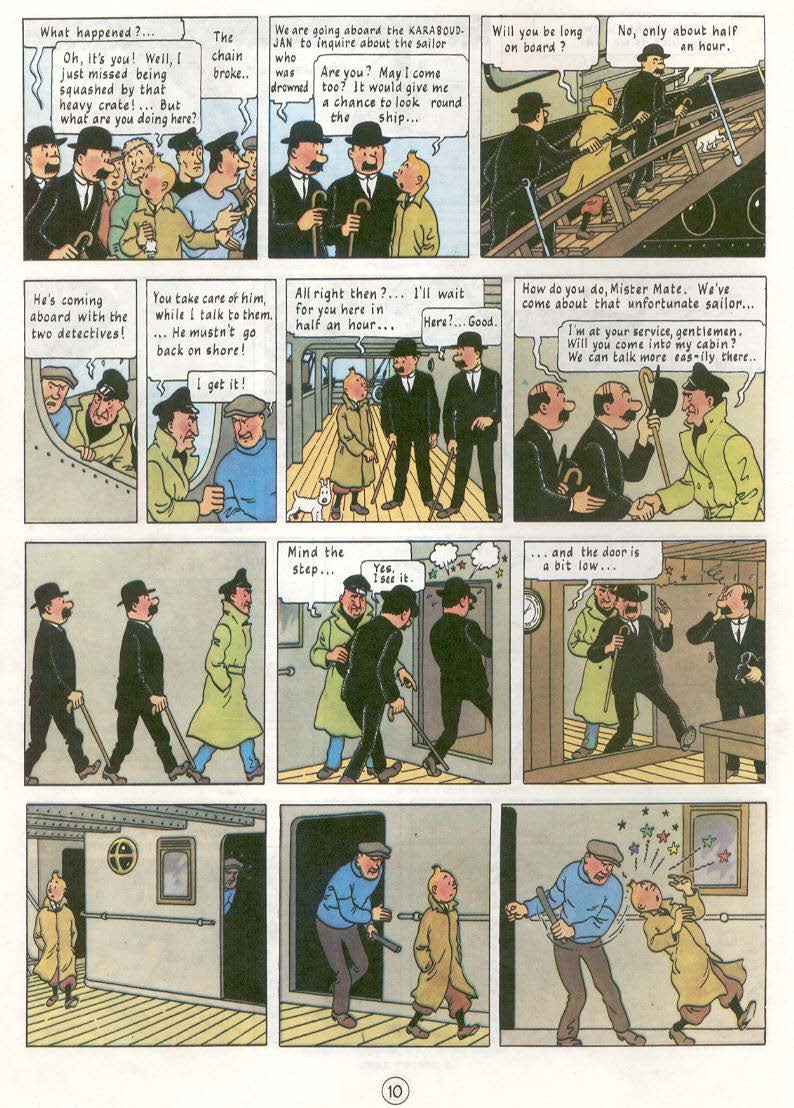 What happened?...
Oh, it's you! Well, I
just missed being
squashed by that
heavy crate!... But
what are you doing here?
The
chain
broke..
We are going aboard the KARABOUD-
JAN to inquire about the sailor
who
was
drowned
Are you? May I come
too? It would give me
a chance to look round
the ship...
Will you be long
on board?
No, only about half
an hour.
He's coming
aboard with the
two detectives!
You take care of him,
while I talk to them.
... He mustn't go
back on shore!
I get it!
All right then?... I'll wait
for you here in
half an hour...
Here?... Good.
How do you do, Mister Mate. We've
come about that unfortunate sailor...
I'm at your service, gentlemen.
Will you come into my cabin?
We can talk more eas-ily there..
Mind the
step...
Yes,
I see it.
...and the door is
a bit low...
10